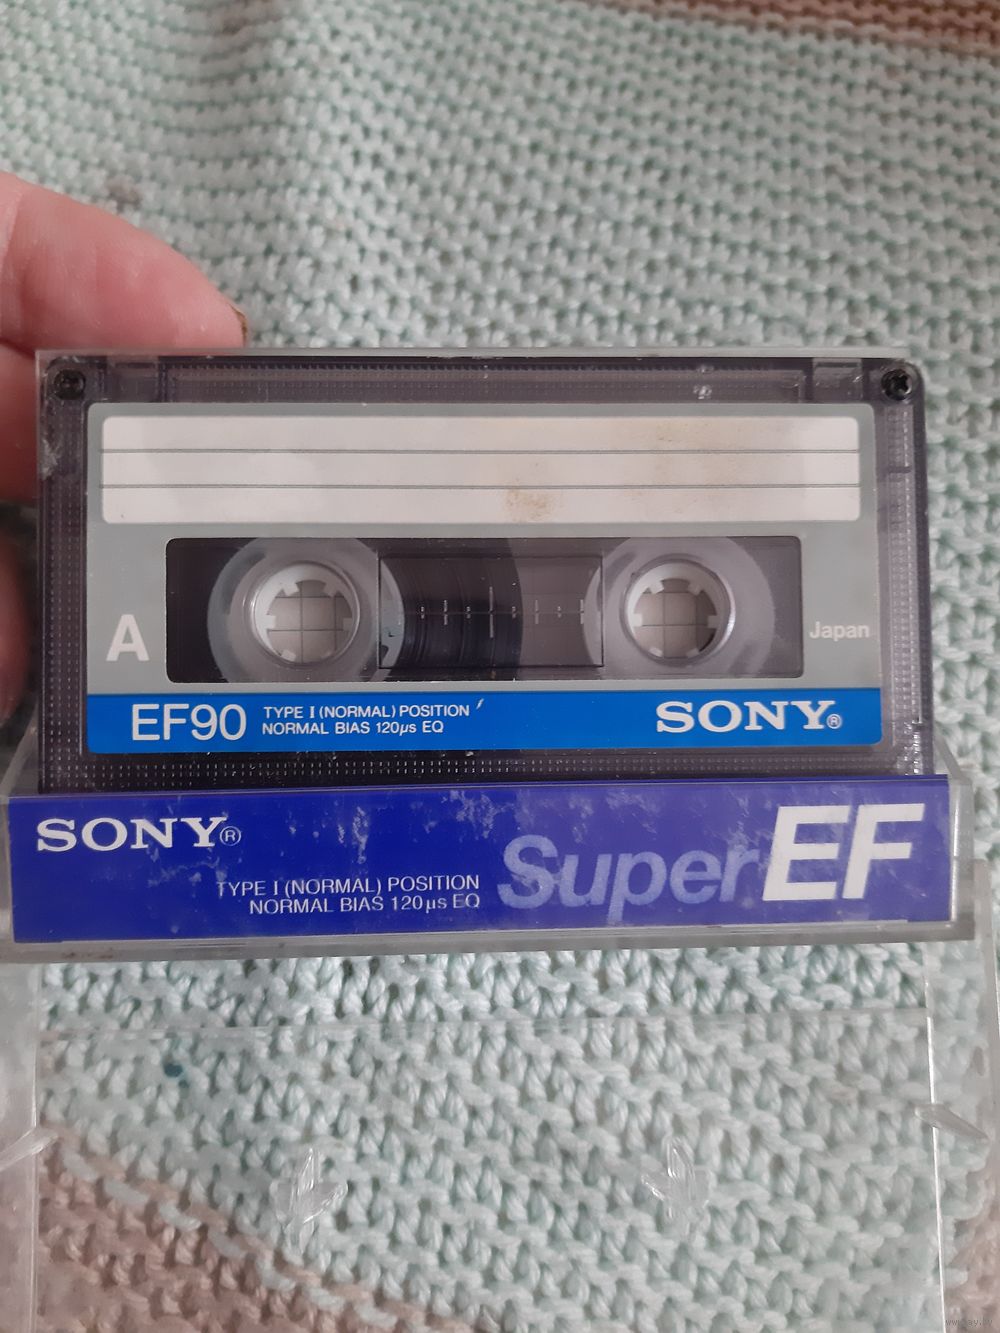 A
Japan
EF90
TYPE I (NORMAL) POSITION
NORMAL BIAS 120μs EQ
SONY®
SONY®
TYPE I (NORMAL) POSITION
NORMAL BIAS 120μs EQ
Super EF